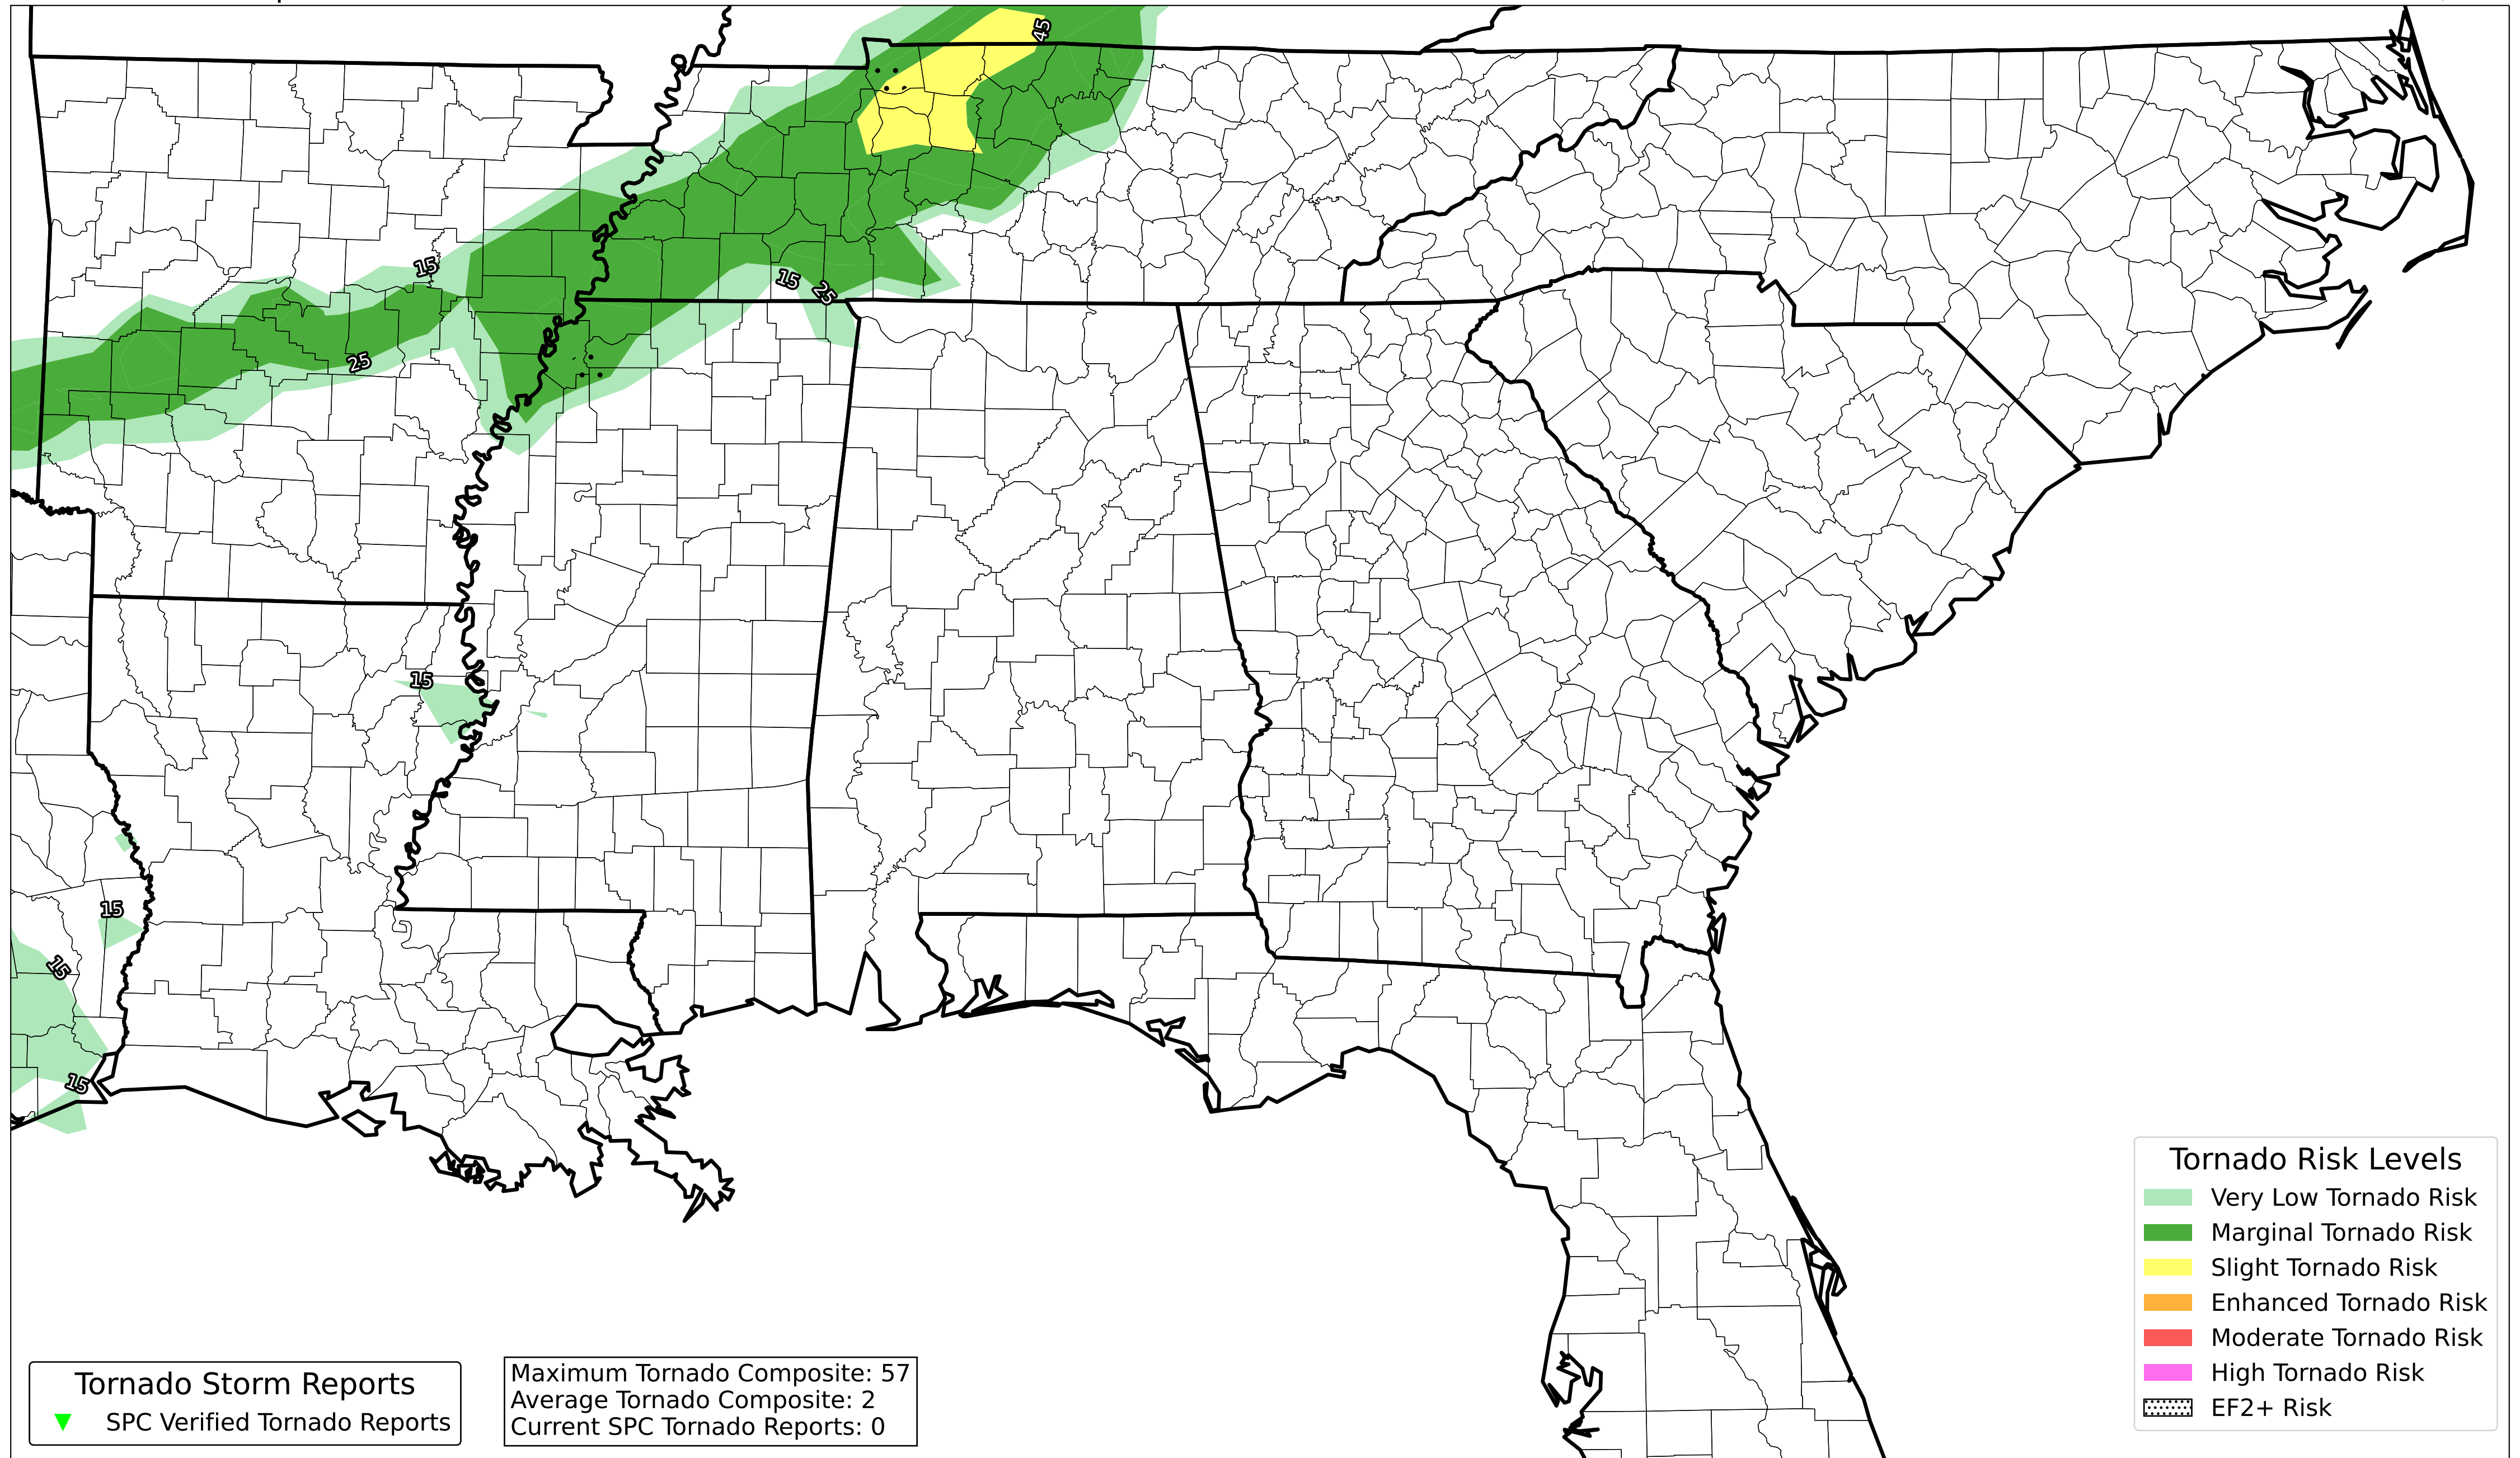 45
15
15
25
25
15
15
15
15
Tornado Risk Levels
Very Low Tornado Risk
Marginal Tornado Risk
Slight Tornado Risk
Enhanced Tornado Risk
Moderate Tornado Risk
High Tornado Risk
EF2+ Risk
Tornado Storm Reports
SPC Verified Tornado Reports
Maximum Tornado Composite: 57
Average Tornado Composite: 2
Current SPC Tornado Reports: 0